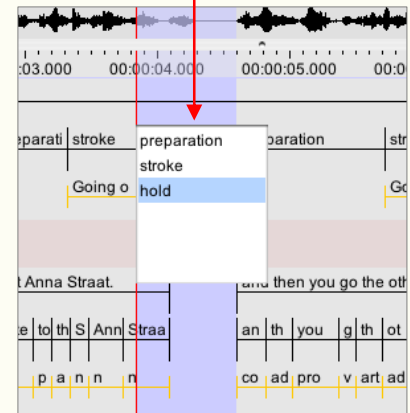 :03.000 00:00:04.000 00:00:05.000 00:0
eparati stroke preparation paration str
stroke
Going o hold Go
t Anna Straat. and then you go the oth
te to th S Ann Straa an th you g th ot
p a n n n co ad pro v art ad